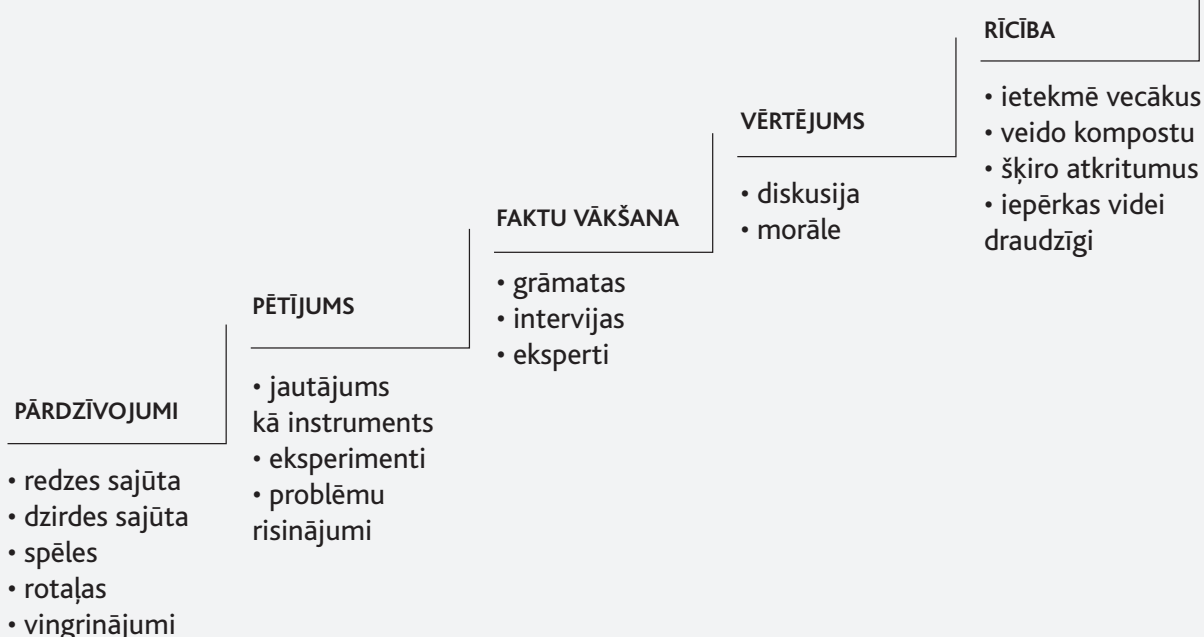 PĀRDZĪVOJUMI
• redzes sajūta
• dzirdes sajūta
• spēles
• rotaļas
• vingrinājumi
PĒTĪJUMS
• jautājums
kā instruments
• eksperimenti
• problēmu
risinājumi
FAKTU VĀKŠANA
• grāmatas
• intervijas
• eksperti
VĒRTĒJUMS
• diskusija
• morāle
RĪCĪBA
• ietekmē vecākus
• veido kompostu
• šķiro atkritumus
• iepērkas videi
draudzīgi